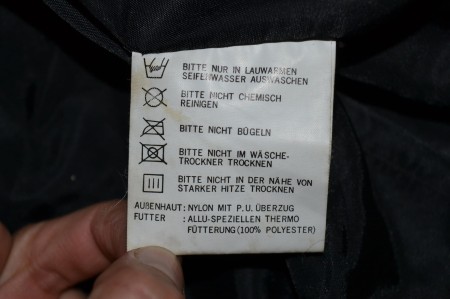 BITTE NUR IN LAUWARMEN
SEIFENWASSER AUSWASCHEN
BITTE NICHT CHEMISCH
REINIGEN
BITTE NICHT BÜGELN
BITTE NICHT IM WÄSCHE-
TROCKNER TROCKNEN
BITTE NICHT IN DER NÄHE VON
STARKER HITZE TROCKNEN
AUßENHAUT: NYLON MIT P.U. ÜBERZUG
FUTTER : ALLU-SPEZIELLEN THERMO
FÜTTERUNG (100% POLYESTER)